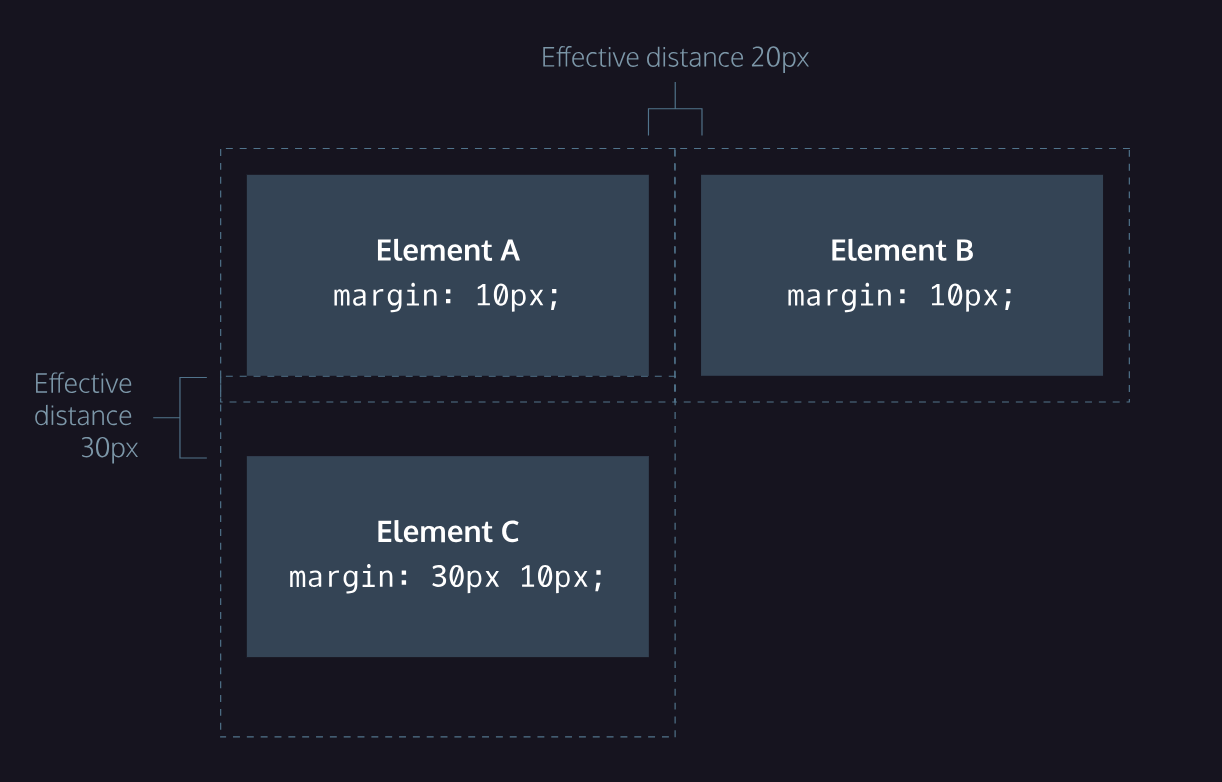 Effective distance 20px
Element A
margin: 10px;
Element B
margin: 10px;
Effective
distance
30px
Element C
margin: 30px 10px;